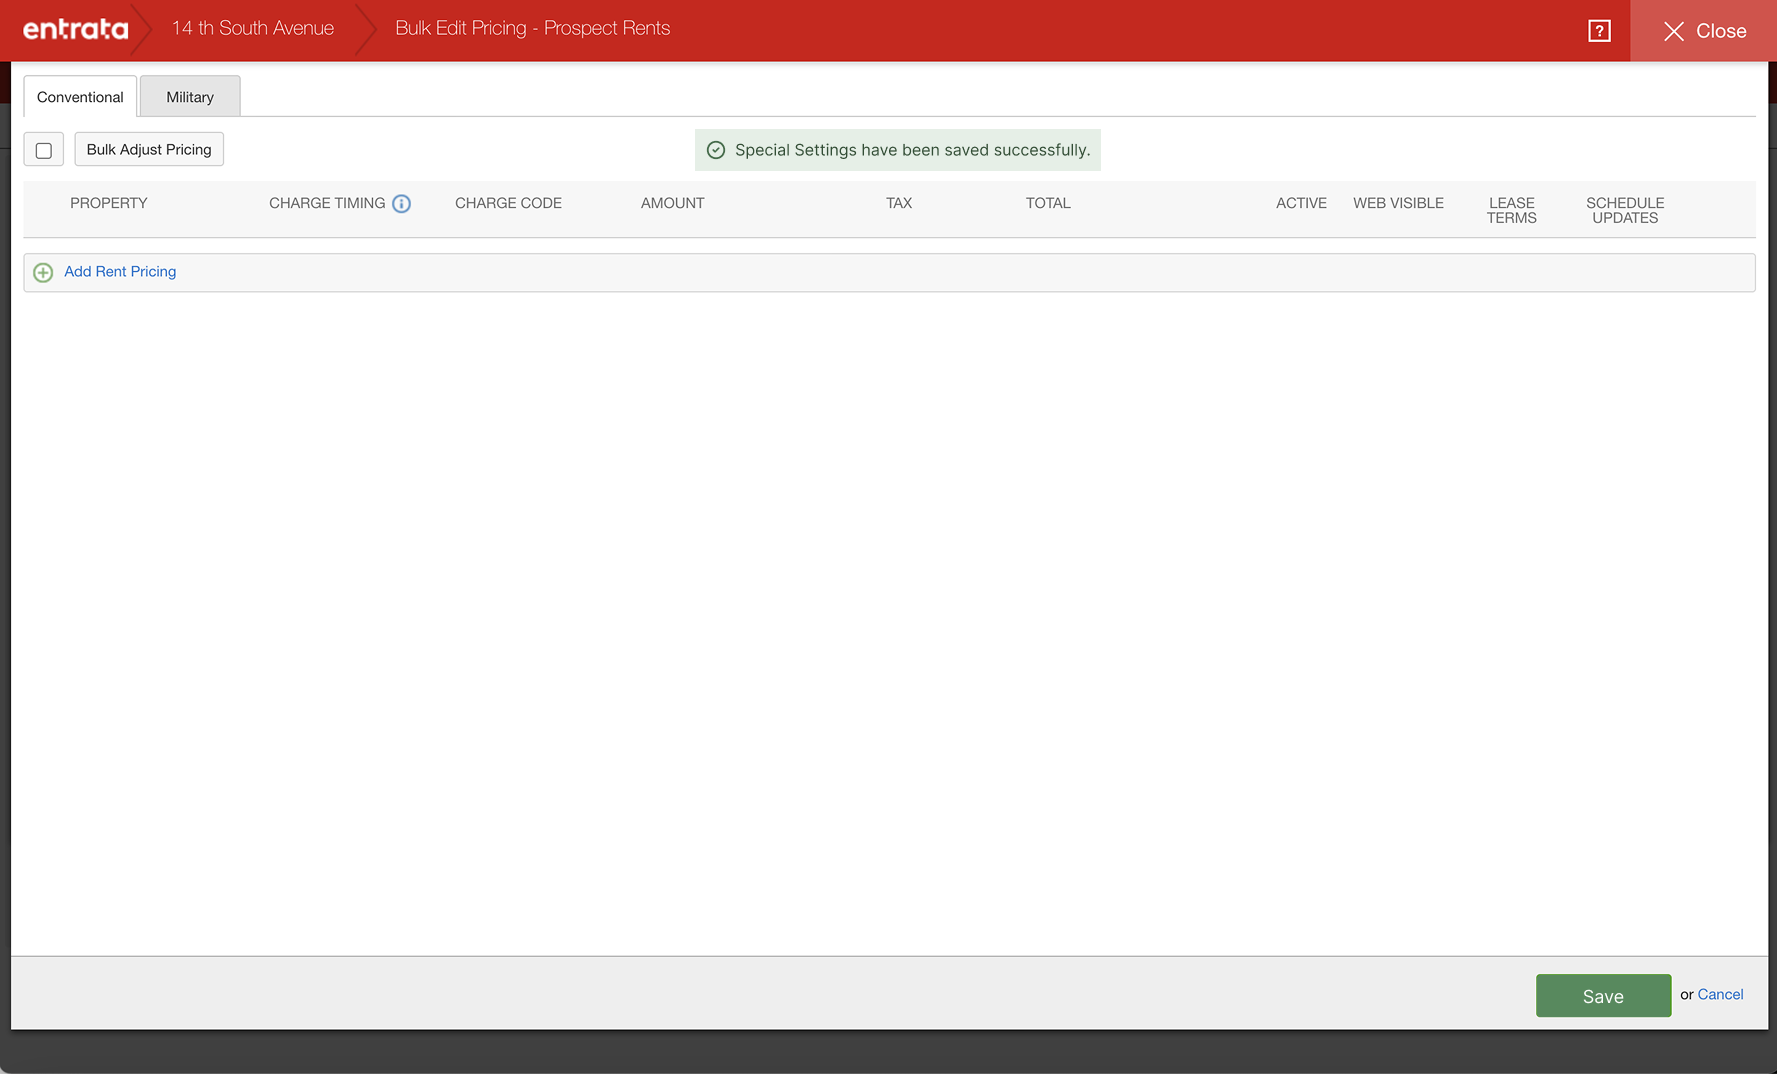 entrata
14 th South Avenue
Bulk Edit Pricing - Prospect Rents
?
Close
Conventional
Military
Bulk Adjust Pricing
Special Settings have been saved successfully.
PROPERTY
CHARGE TIMING
i
CHARGE CODE
AMOUNT
TAX
TOTAL
ACTIVE
WEB VISIBLE
LEASE
TERMS
SCHEDULE
UPDATES
Add Rent Pricing
Save
or Cancel